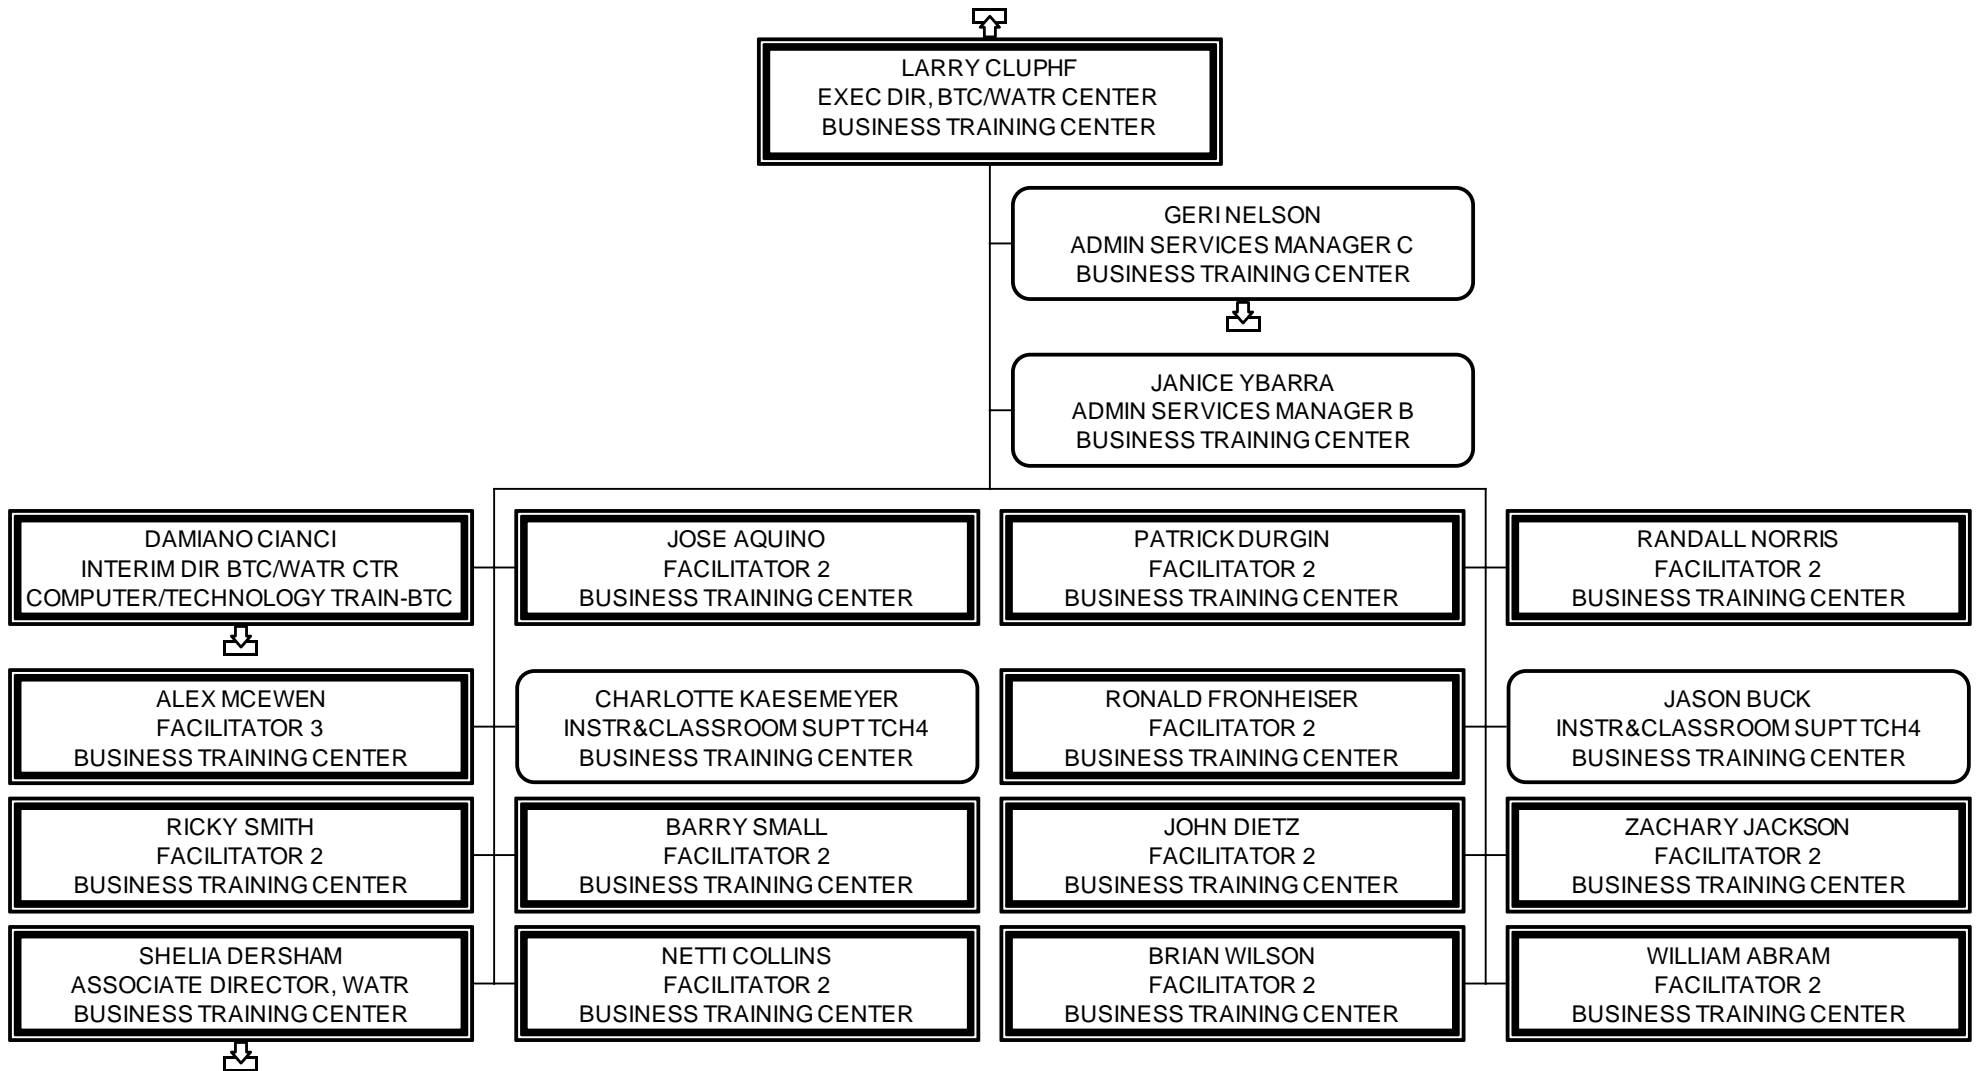 LARRY CLUPHF
EXEC DIR, BTC/WATR CENTER
BUSINESS TRAINING CENTER
GERI NELSON
ADMIN SERVICES MANAGER C
BUSINESS TRAINING CENTER
JANICE YBARRA
ADMIN SERVICES MANAGER B
BUSINESS TRAINING CENTER
DAMIANO CIANCI
INTERIM DIR BTC/WATR CTR
COMPUTER/TECHNOLOGY TRAIN-BTC
JOSE AQUINO
FACILITATOR 2
BUSINESS TRAINING CENTER
PATRICK DURGIN
FACILITATOR 2
BUSINESS TRAINING CENTER
RANDALL NORRIS
FACILITATOR 2
BUSINESS TRAINING CENTER
ALEX MCEWEN
FACILITATOR 3
BUSINESS TRAINING CENTER
CHARLOTTE KAESEMEYER
INSTR&CLASSROOM SUPT TCH4
BUSINESS TRAINING CENTER
RONALD FRONHEISER
FACILITATOR 2
BUSINESS TRAINING CENTER
JASON BUCK
INSTR&CLASSROOM SUPT TCH4
BUSINESS TRAINING CENTER
RICKY SMITH
FACILITATOR 2
BUSINESS TRAINING CENTER
BARRY SMALL
FACILITATOR 2
BUSINESS TRAINING CENTER
JOHN DIETZ
FACILITATOR 2
BUSINESS TRAINING CENTER
ZACHARY JACKSON
FACILITATOR 2
BUSINESS TRAINING CENTER
SHELIA DERSHAM
ASSOCIATE DIRECTOR, WATR
BUSINESS TRAINING CENTER
NETTI COLLINS
FACILITATOR 2
BUSINESS TRAINING CENTER
BRIAN WILSON
FACILITATOR 2
BUSINESS TRAINING CENTER
WILLIAM ABRAM
FACILITATOR 2
BUSINESS TRAINING CENTER